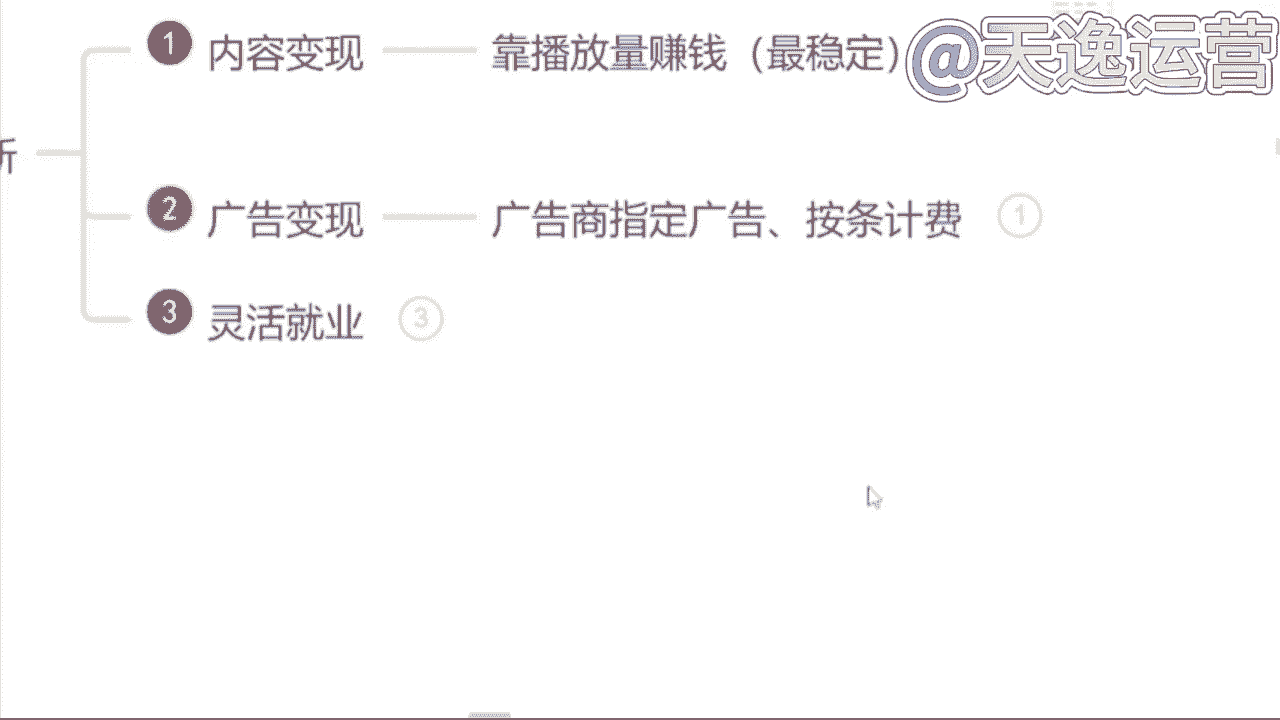 1 内容变现 靠播放量赚钱（最稳定）
@天逸运营
析
2 广告变现 广告商指定广告、按条计费 1
3 灵活就业 3